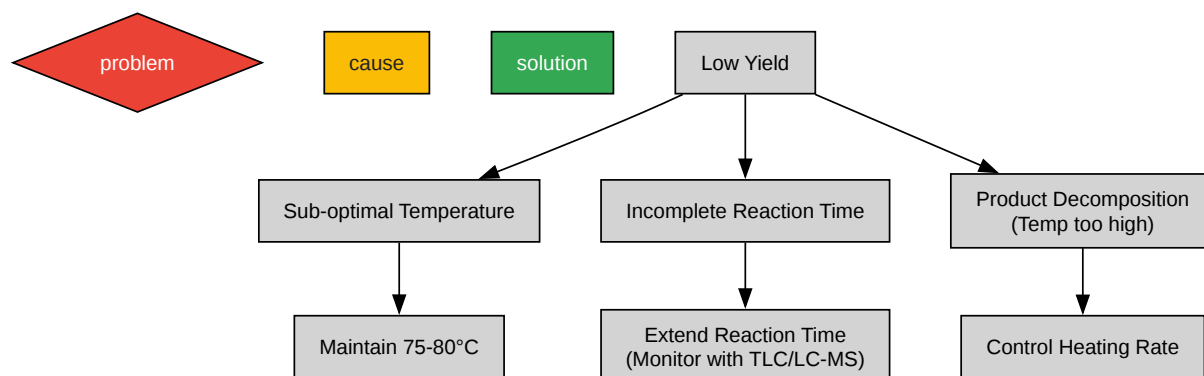 problem
cause
solution
Low Yield
Sub-optimal Temperature
Incomplete Reaction Time
Product Decomposition
(Temp too high)
Maintain 75-80°C
Extend Reaction Time
(Monitor with TLC/LC-MS)
Control Heating Rate